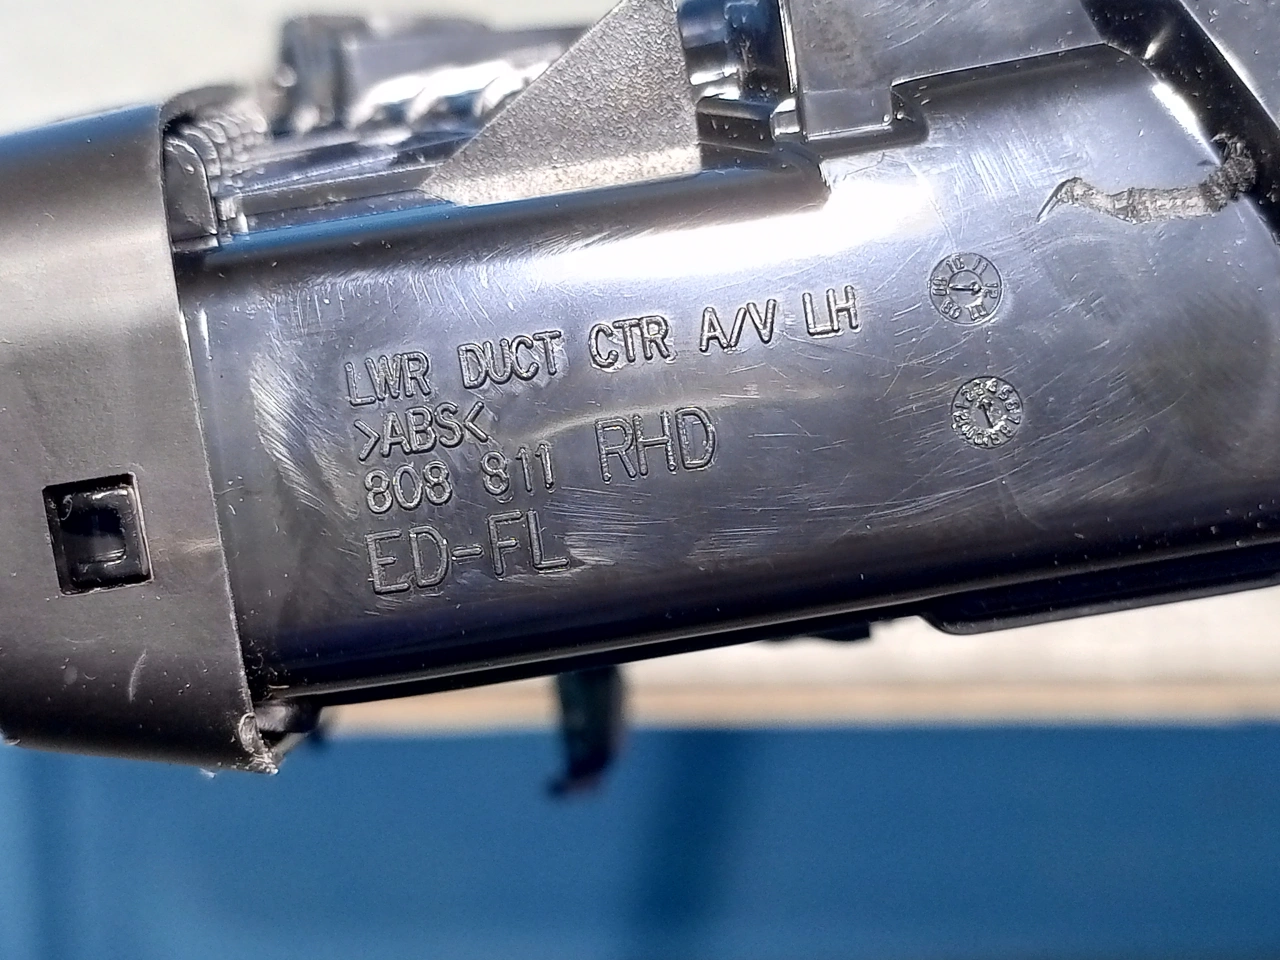 LWR DUCT CTR A/V LH
>ABS<
808 811 RHD
ED-FL